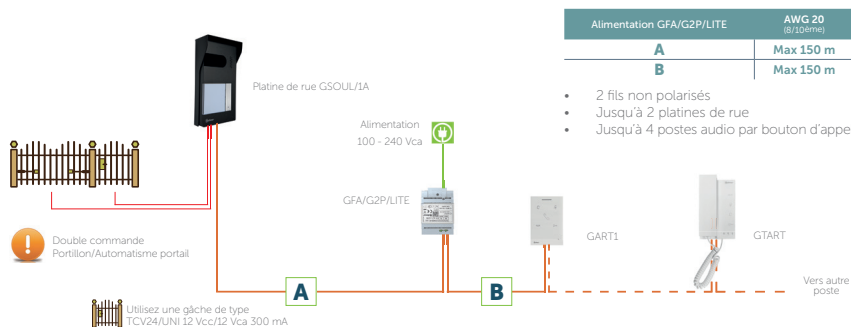 Alimentation GFA/G2P/LITE
AWG 20
(8/10ème)
A
Max 150 m
B
Max 150 m
• 2 fils non polarisés
• Jusqu'à 2 platines de rue
• Jusqu'à 4 postes audio par bouton d'appe
Platine de rue GSOUL/1A
Alimentation
100 - 240 Vca
GFA/G2P/LITE
GART1
GTART
Double commande
Portillon/Automatisme portail
A
B
Vers autre
poste
Utilisez une gâche de type
TCV24/UNI 12 Vcc/12 Vca 300 mA